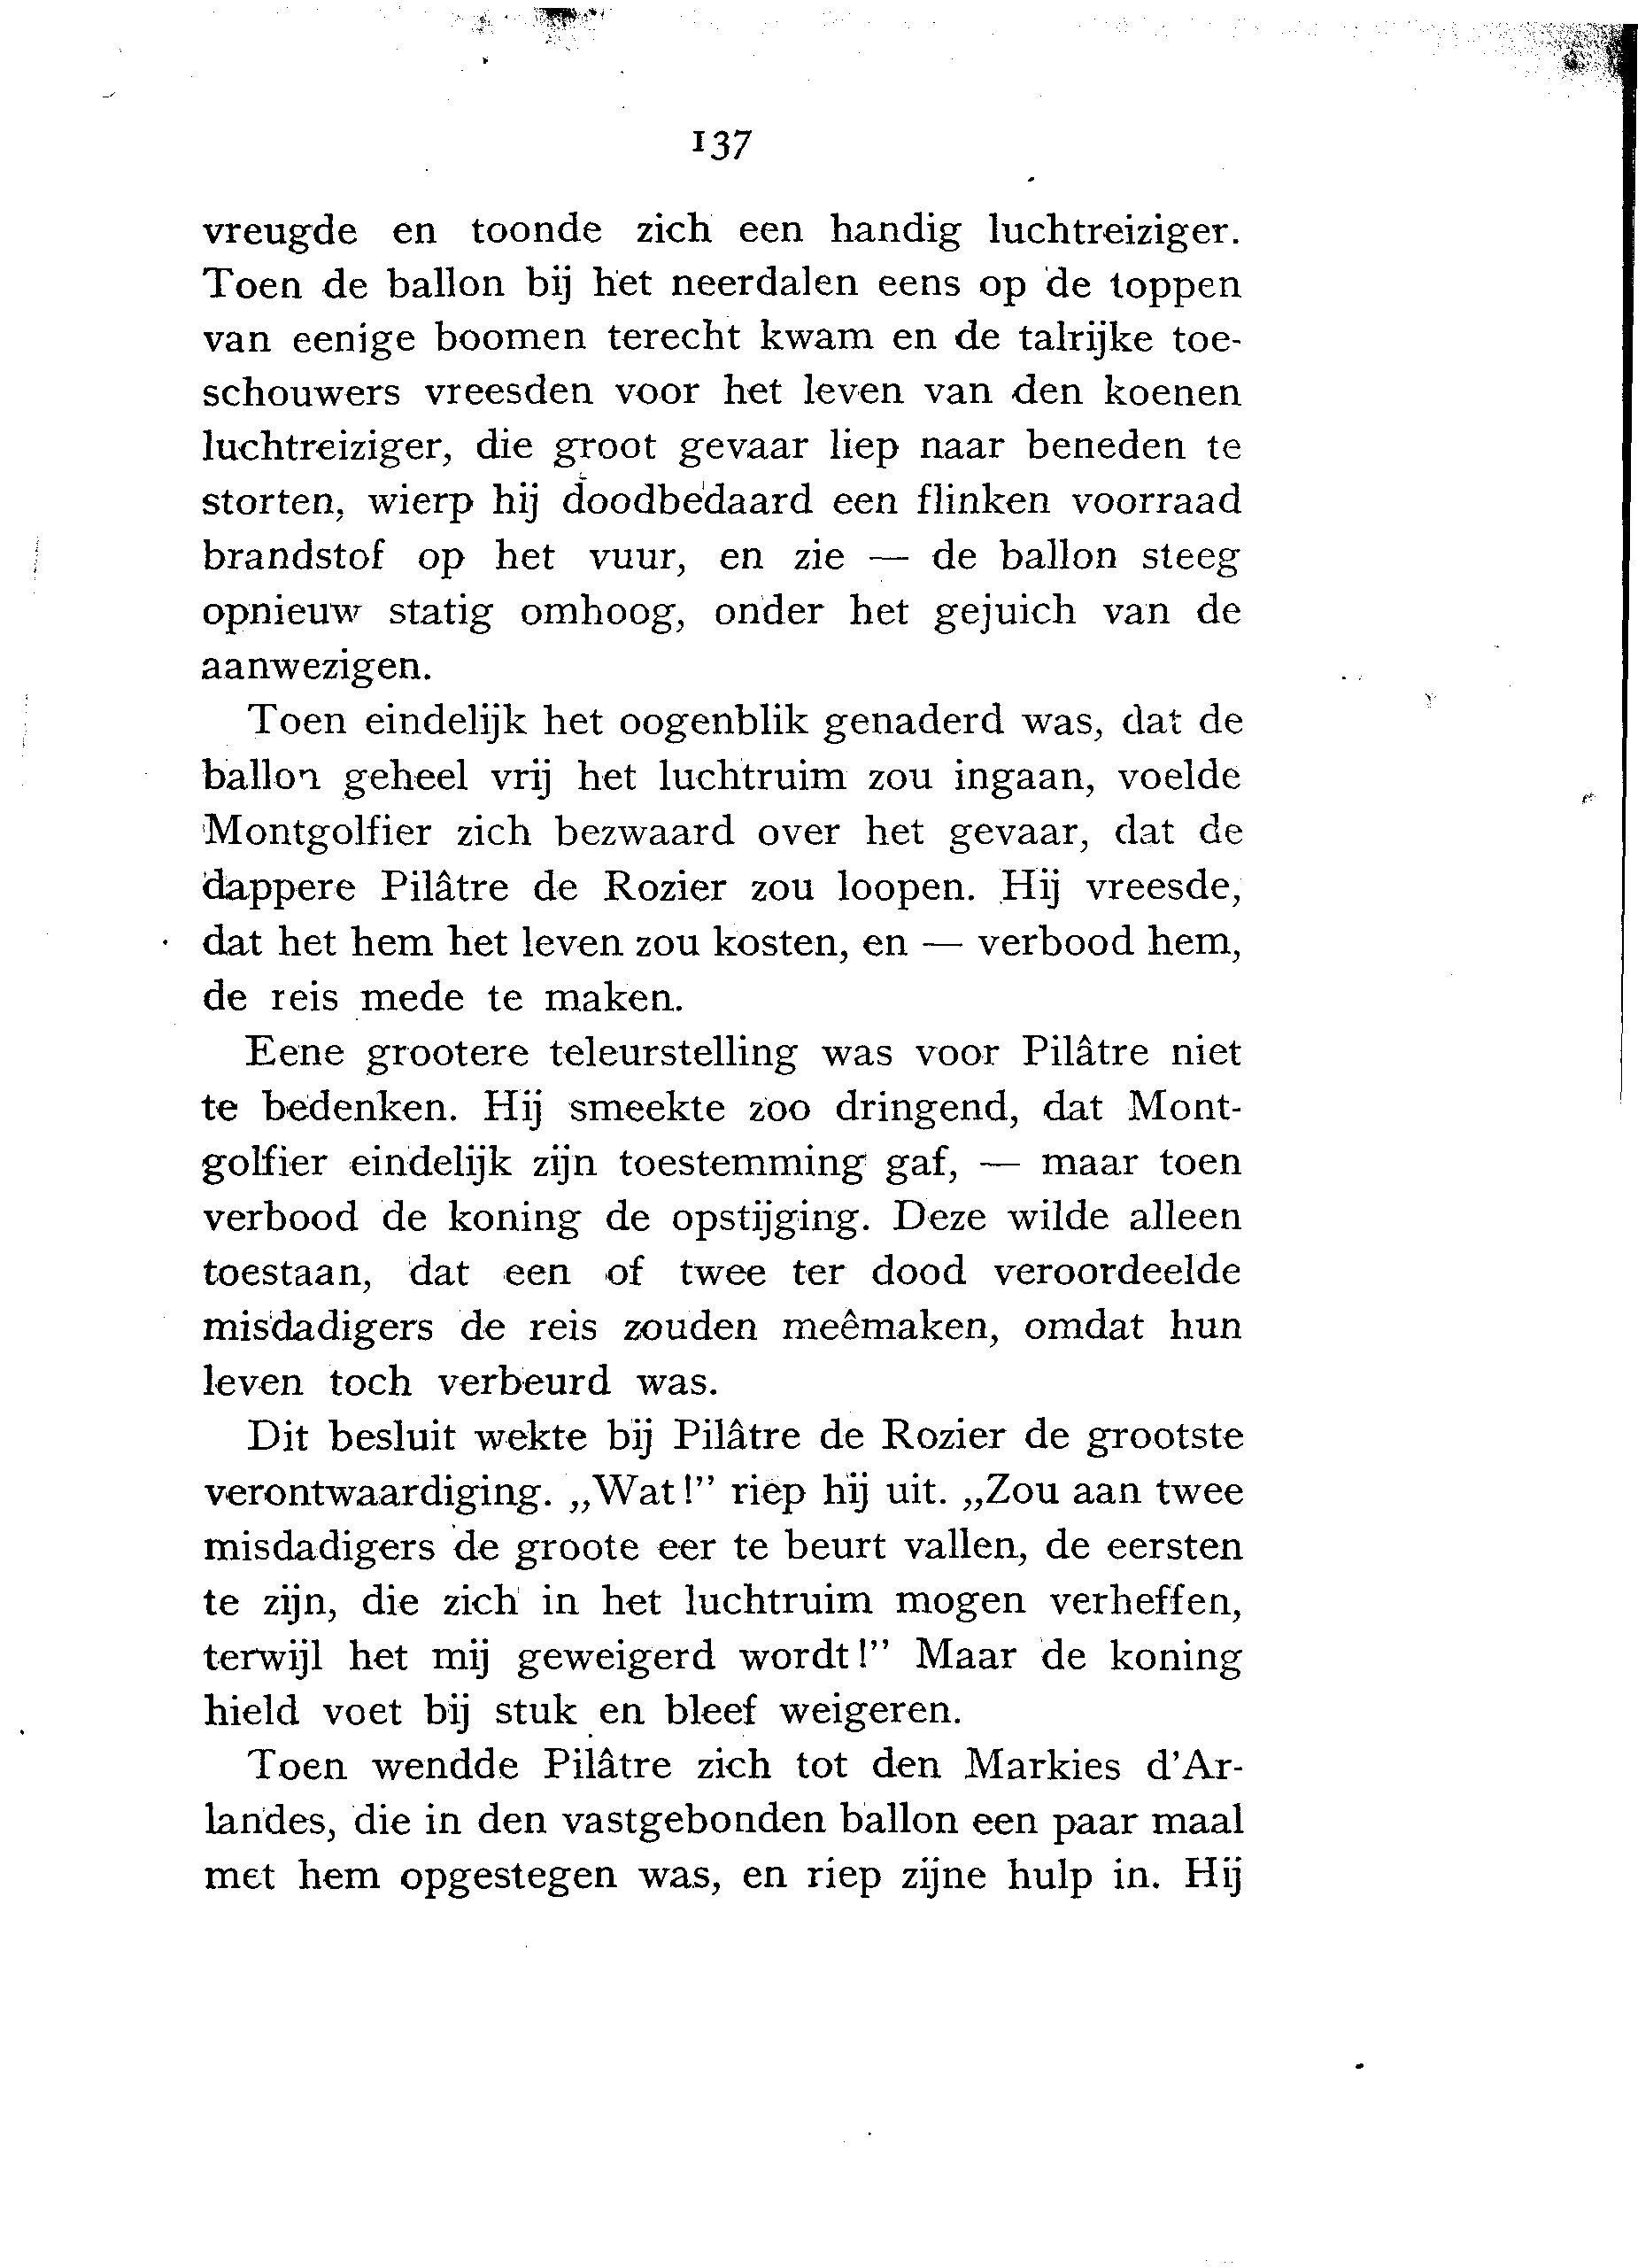 137
vreugde en toonde zich een handig luchtreiziger.
Toen de ballon bij het neerdalen eens op de toppen
van eenige boomen terecht kwam en de talrijke toe-
schouwers vreesden voor het leven van den koenen
luchtreiziger, die groot gevaar liep naar beneden te
storten, wierp hij doodbedaard een flinken voorraad
brandstof op het vuur, en zie — de ballon steeg
opnieuw statig omhoog, onder het gejuich van de
aanwezigen.
Toen eindelijk het oogenblik genaderd was, dat de
ballon geheel vrij het luchtruim zou ingaan, voelde
Montgolfier zich bezwaard over het gevaar, dat de
dappere Pilâtre de Rozier zou loopen. Hij vreesde,
dat het hem het leven zou kosten, en — verbood hem,
de reis mede te maken.
Eene grootere teleurstelling was voor Pilâtre niet
te bedenken. Hij smeekte zoo dringend, dat Mont-
golfier eindelijk zijn toestemming gaf, — maar toen
verbood de koning de opstijging. Deze wilde alleen
toestaan, dat een of twee ter dood veroordeelde
misdadigers de reis zouden meêmaken, omdat hun
leven toch verbeurd was.
Dit besluit wekte bij Pilâtre de Rozier de grootste
verontwaardiging. „Wat!” riep hij uit. „Zou aan twee
misdadigers de groote eer te beurt vallen, de eersten
te zijn, die zich in het luchtruim mogen verheffen,
terwijl het mij geweigerd wordt!” Maar de koning
hield voet bij stuk en bleef weigeren.
Toen wendde Pilâtre zich tot den Markies d'Ar-
landes, die in den vastgebonden ballon een paar maal
met hem opgestegen was, en riep zijne hulp in. Hij